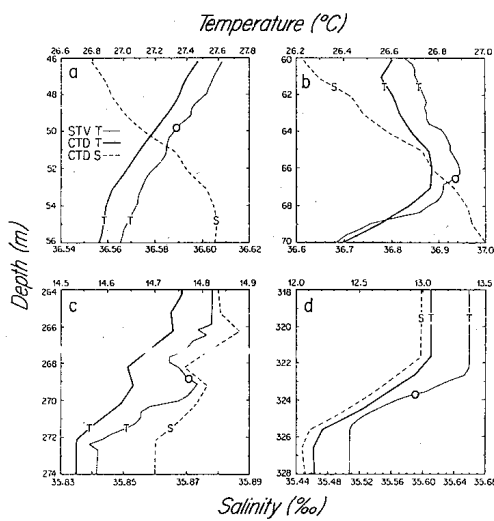 Temperature (°C)
26.6 26.8 27.0 27.2 27.4 27.6 27.8
26.2 26.4 26.6 26.8 27.0
46
48
50
52
54
56
a
STV T
CTD T
CTD S
T T S
36.54 36.56 36.58 36.60 36.62
60
62
64
66
68
70
b
S T T
36.6 36.7 36.8 36.9 37.0
Depth (m)
14.5 14.6 14.7 14.8 14.9
12.0 12.5 13.0 13.5
264
266
268
270
272
274
c
T T S
35.83 35.85 35.87 35.89
318
320
322
324
326
328
d
S T T
35.44 35.48 35.52 35.56 35.60 35.64 35.68
Salinity (‰)